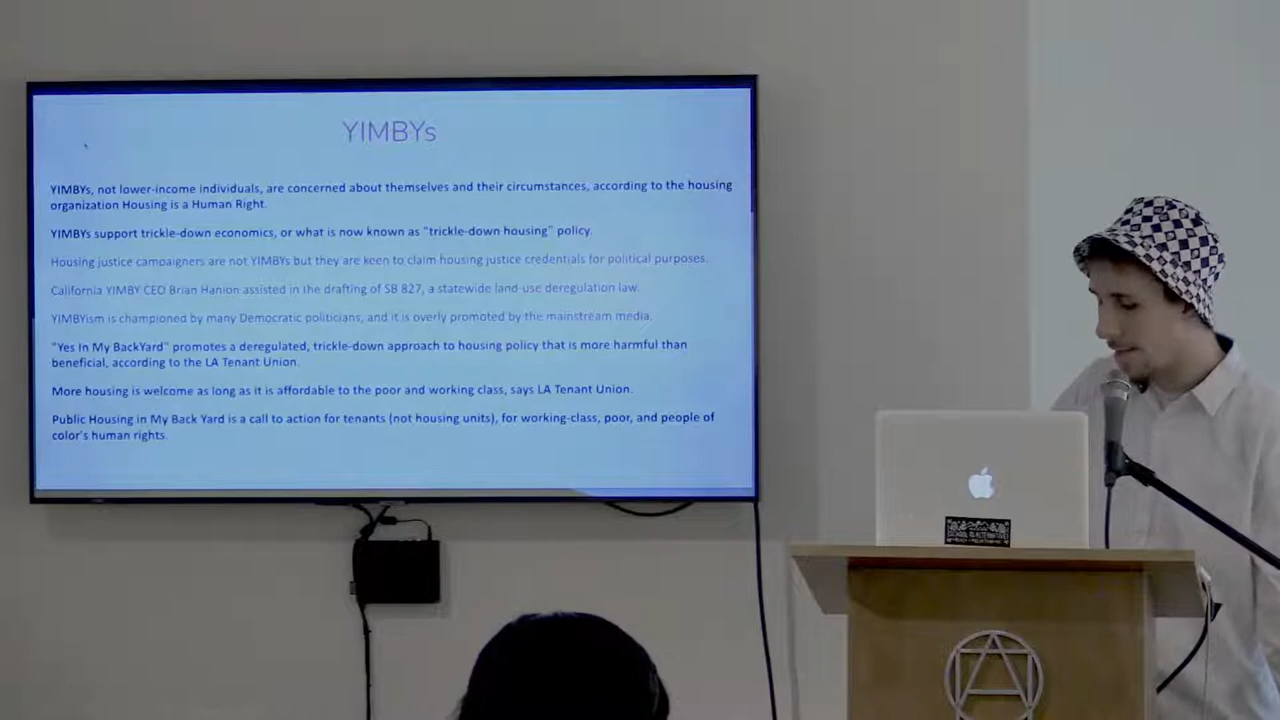 YIMBYs
YIMBYs, not lower-income individuals, are concerned about themselves and their circumstances, according to the housing
organization Housing is a Human Right.
YIMBYs support trickle-down economics, or what is now known as "trickle-down housing" policy.
Housing justice campaigners are not YIMBYs but they are keen to claim housing justice credentials for political purposes.
California YIMBY CEO Brian Hanion assisted in the drafting of SB 827, a statewide land-use deregulation law.
YIMBYism is championed by many Democratic politicians, and it is overly promoted by the mainstream media.
"Yes In My BackYard" promotes a deregulated, trickle-down approach to housing policy that is more harmful than
beneficial, according to the LA Tenant Union.
More housing is welcome as long as it is affordable to the poor and working class, says LA Tenant Union.
Public Housing in My Back Yard is a call to action for tenants (not housing units), for working-class, poor, and people of
color's human rights.